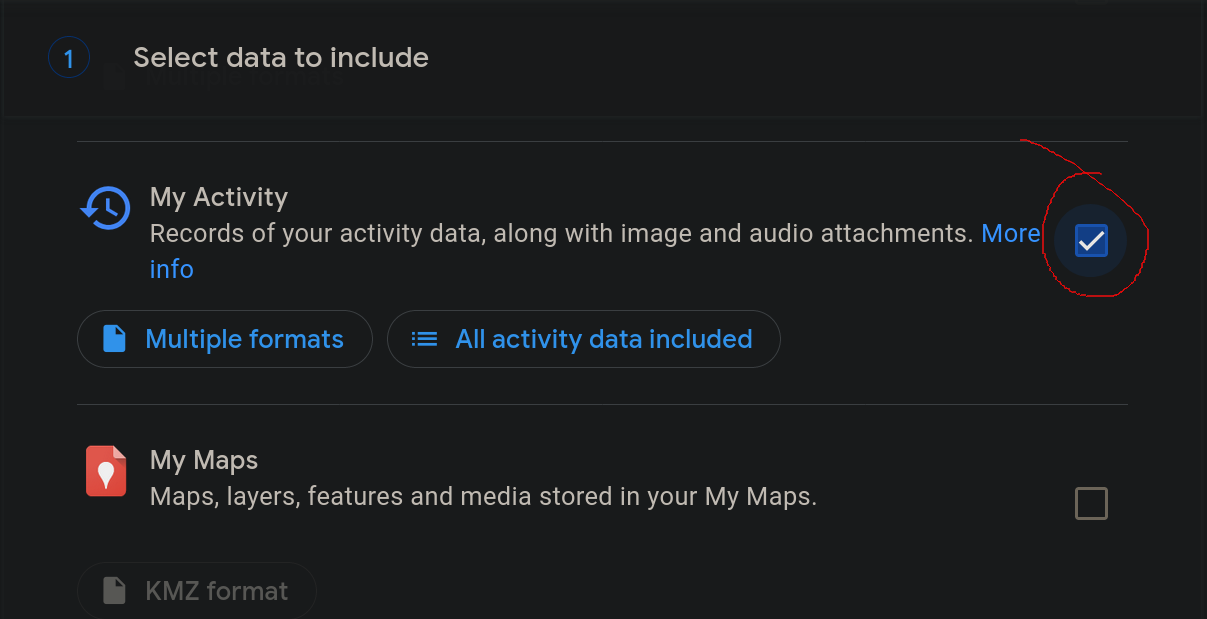 1 Select data to include
My Activity
Records of your activity data, along with image and audio attachments. More
info
Multiple formats All activity data included
My Maps
Maps, layers, features and media stored in your My Maps.
KMZ format